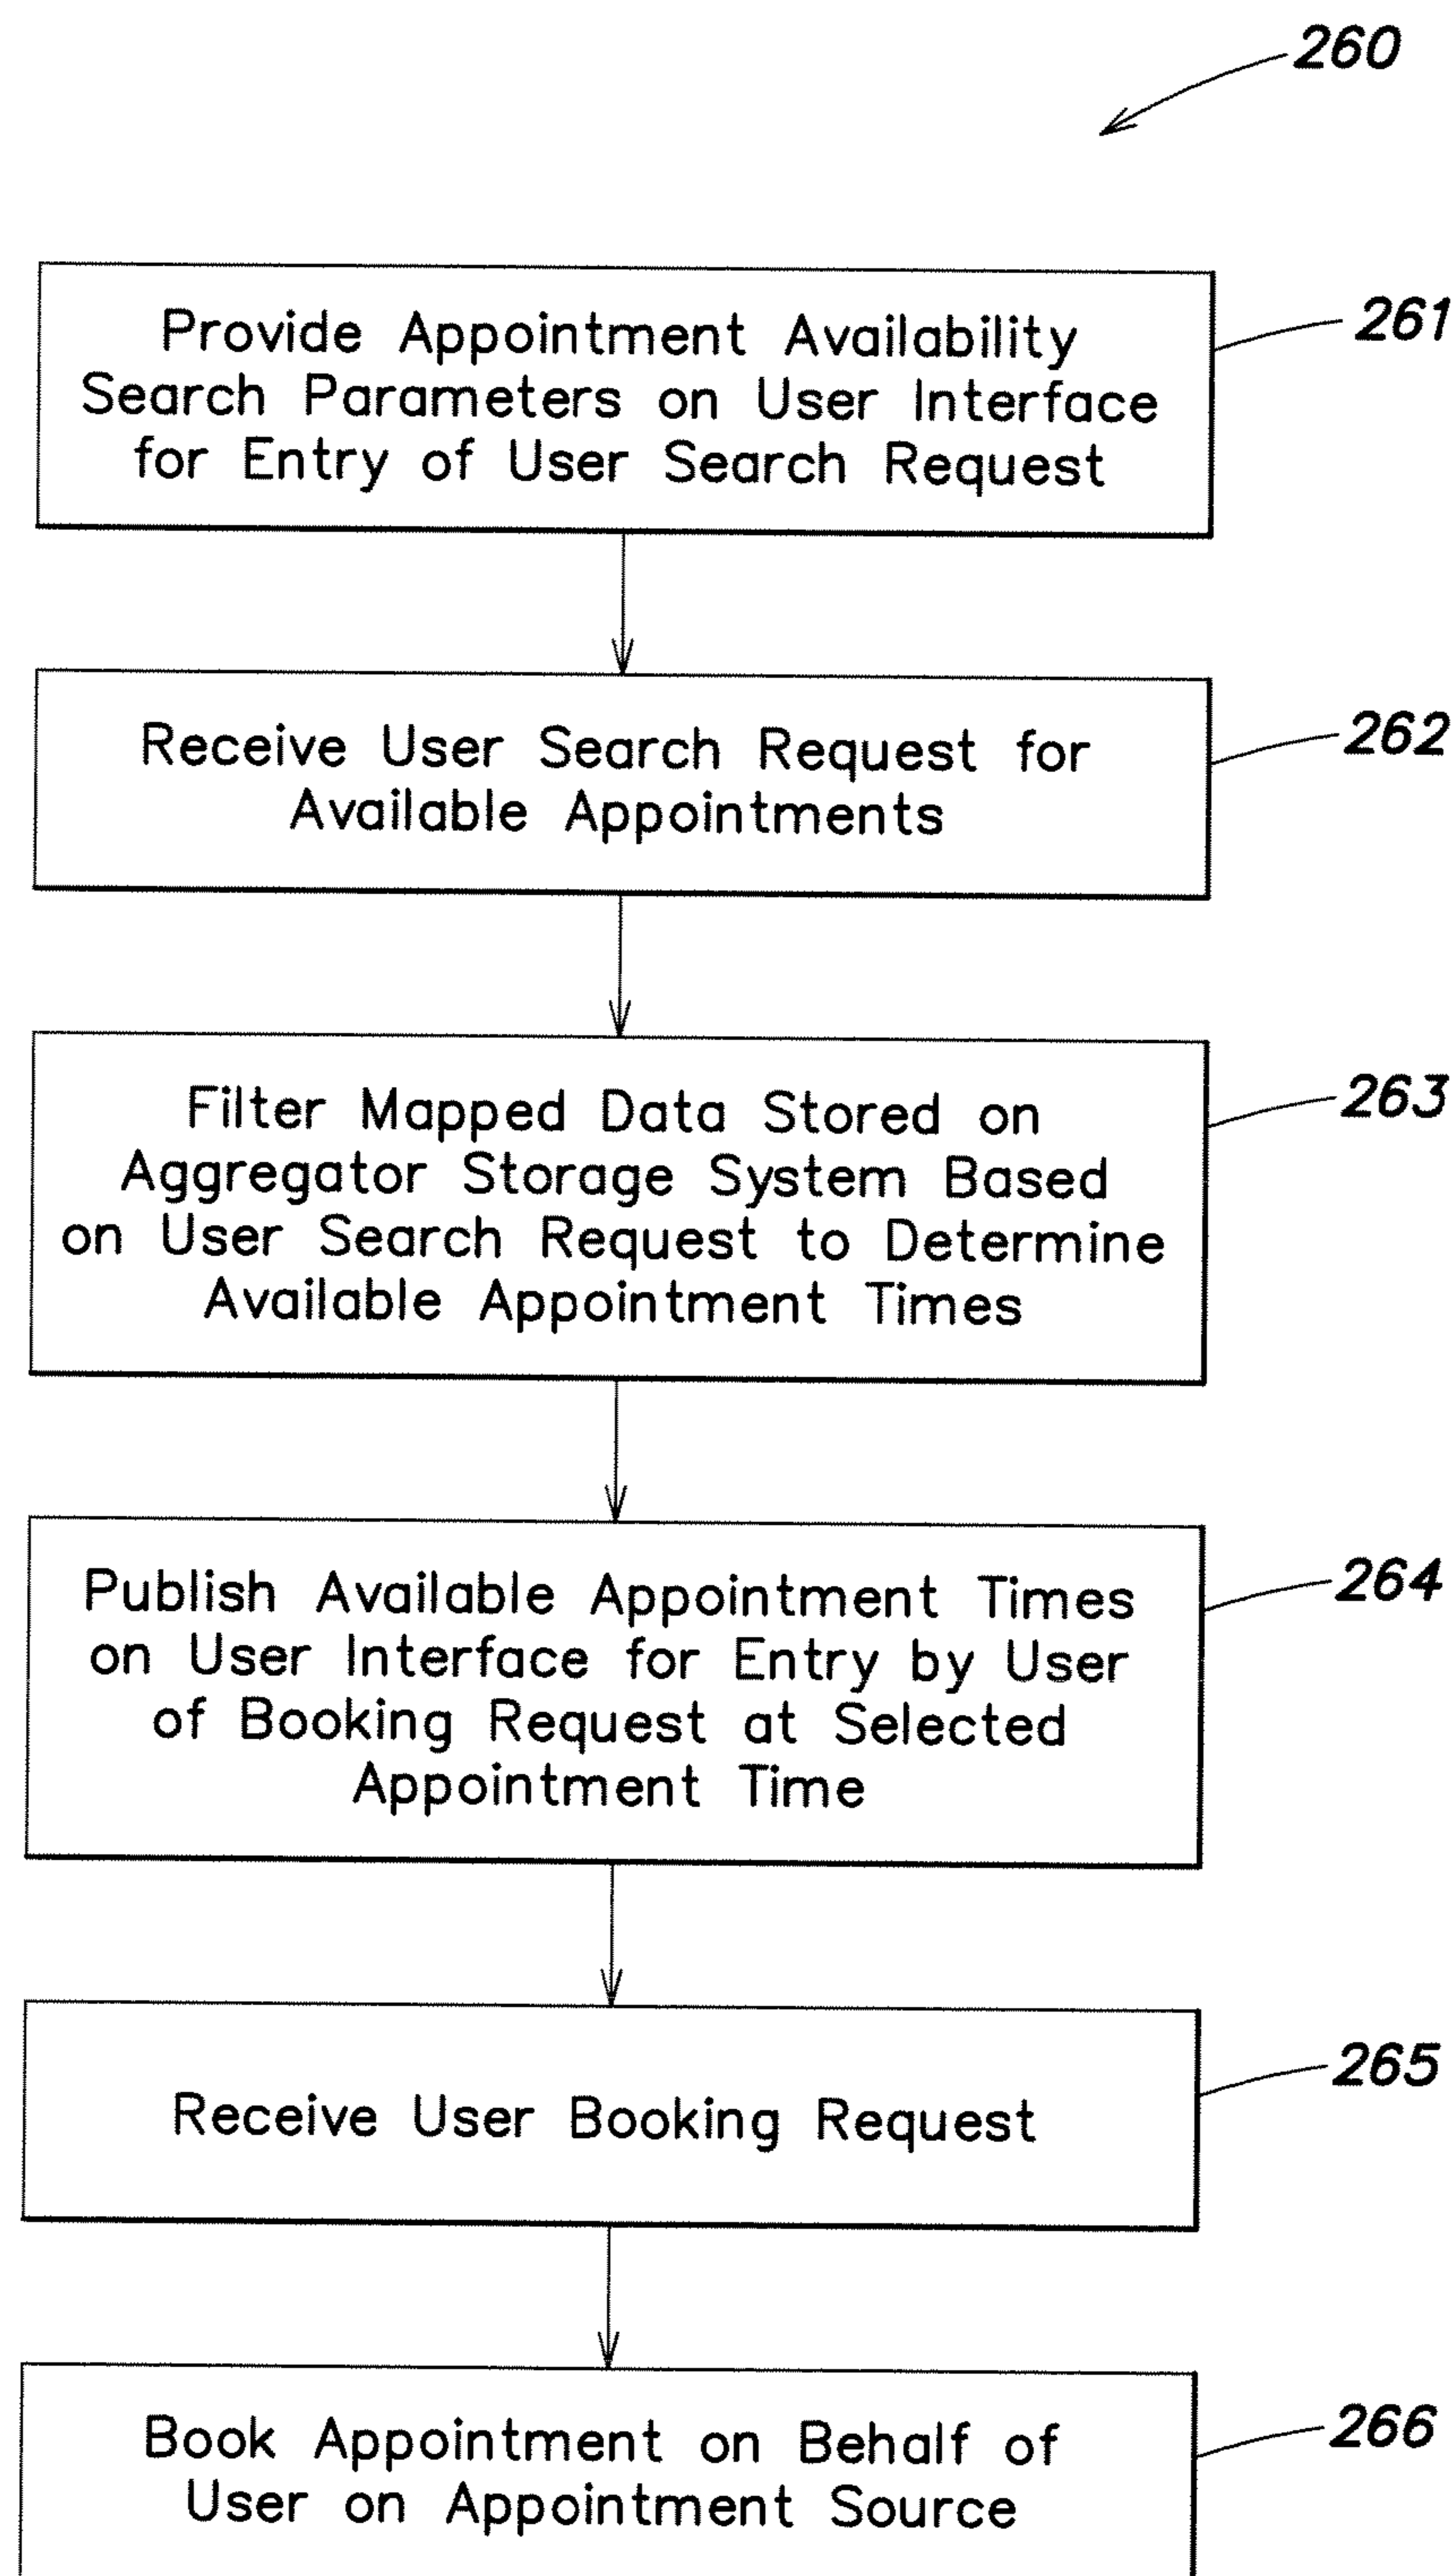 260
Provide Appointment Availability
Search Parameters on User Interface
for Entry of User Search Request
261
Receive User Search Request for
Available Appointments
262
Filter Mapped Data Stored on
Aggregator Storage System Based
on User Search Request to Determine
Available Appointment Times
263
Publish Available Appointment Times
on User Interface for Entry by User
of Booking Request at Selected
Appointment Time
264
Receive User Booking Request
265
Book Appointment on Behalf of
User on Appointment Source
266